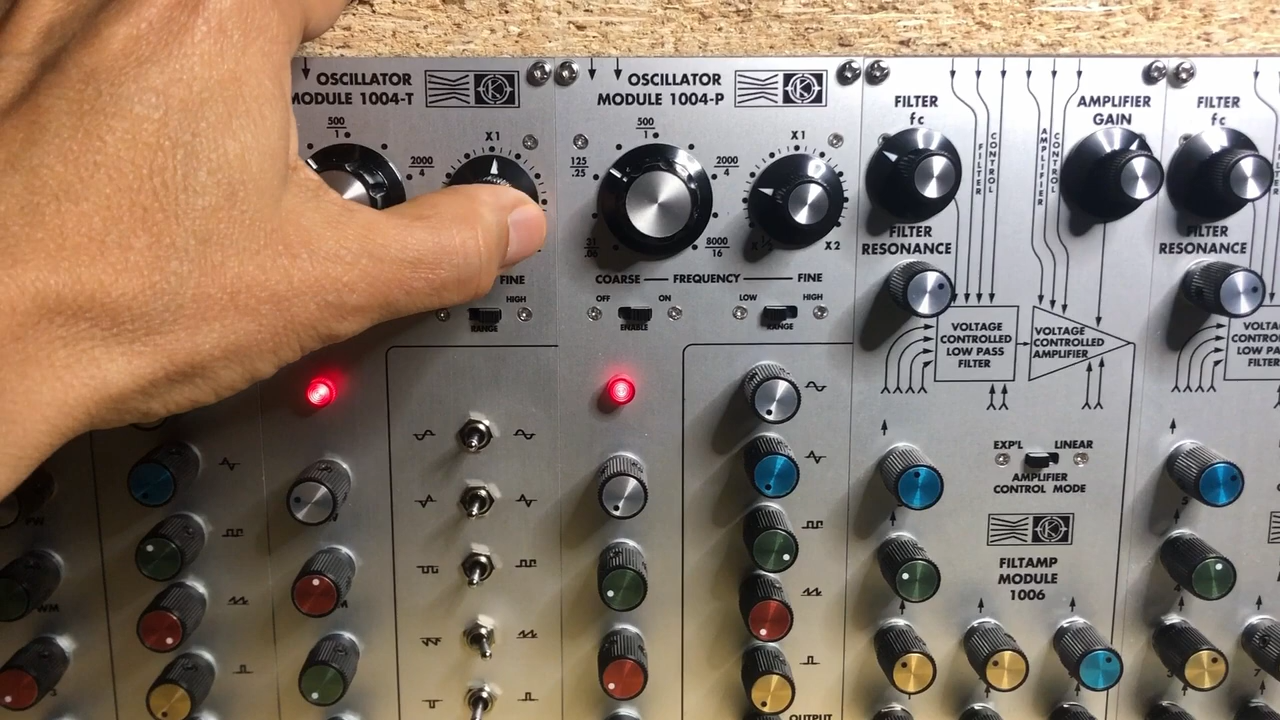 OSCILLATOR
MODULE 1004-T
500
1
2000
4
X1
FINE
HIGH
RANGE
OSCILLATOR
MODULE 1004-P
500
1
125
.25
2000
4
8000
16
X1
X2
COARSE FREQUENCY FINE
OFF ON
ENABLE
LOW HIGH
RANGE
FILTER
fc
FILTER
CONTROL
AMPLIFIER
CONTROL
AMPLIFIER
GAIN
FILTER
RESONANCE
VOLTAGE
CONTROLLED
LOW PASS
FILTER
VOLTAGE
CONTROLLED
AMPLIFIER
EXP'L LINEAR
AMPLIFIER
CONTROL MODE
FILTAMP
MODULE
1006
FILTER
fc
FILTER
RESONANCE
PW
OUTPUT